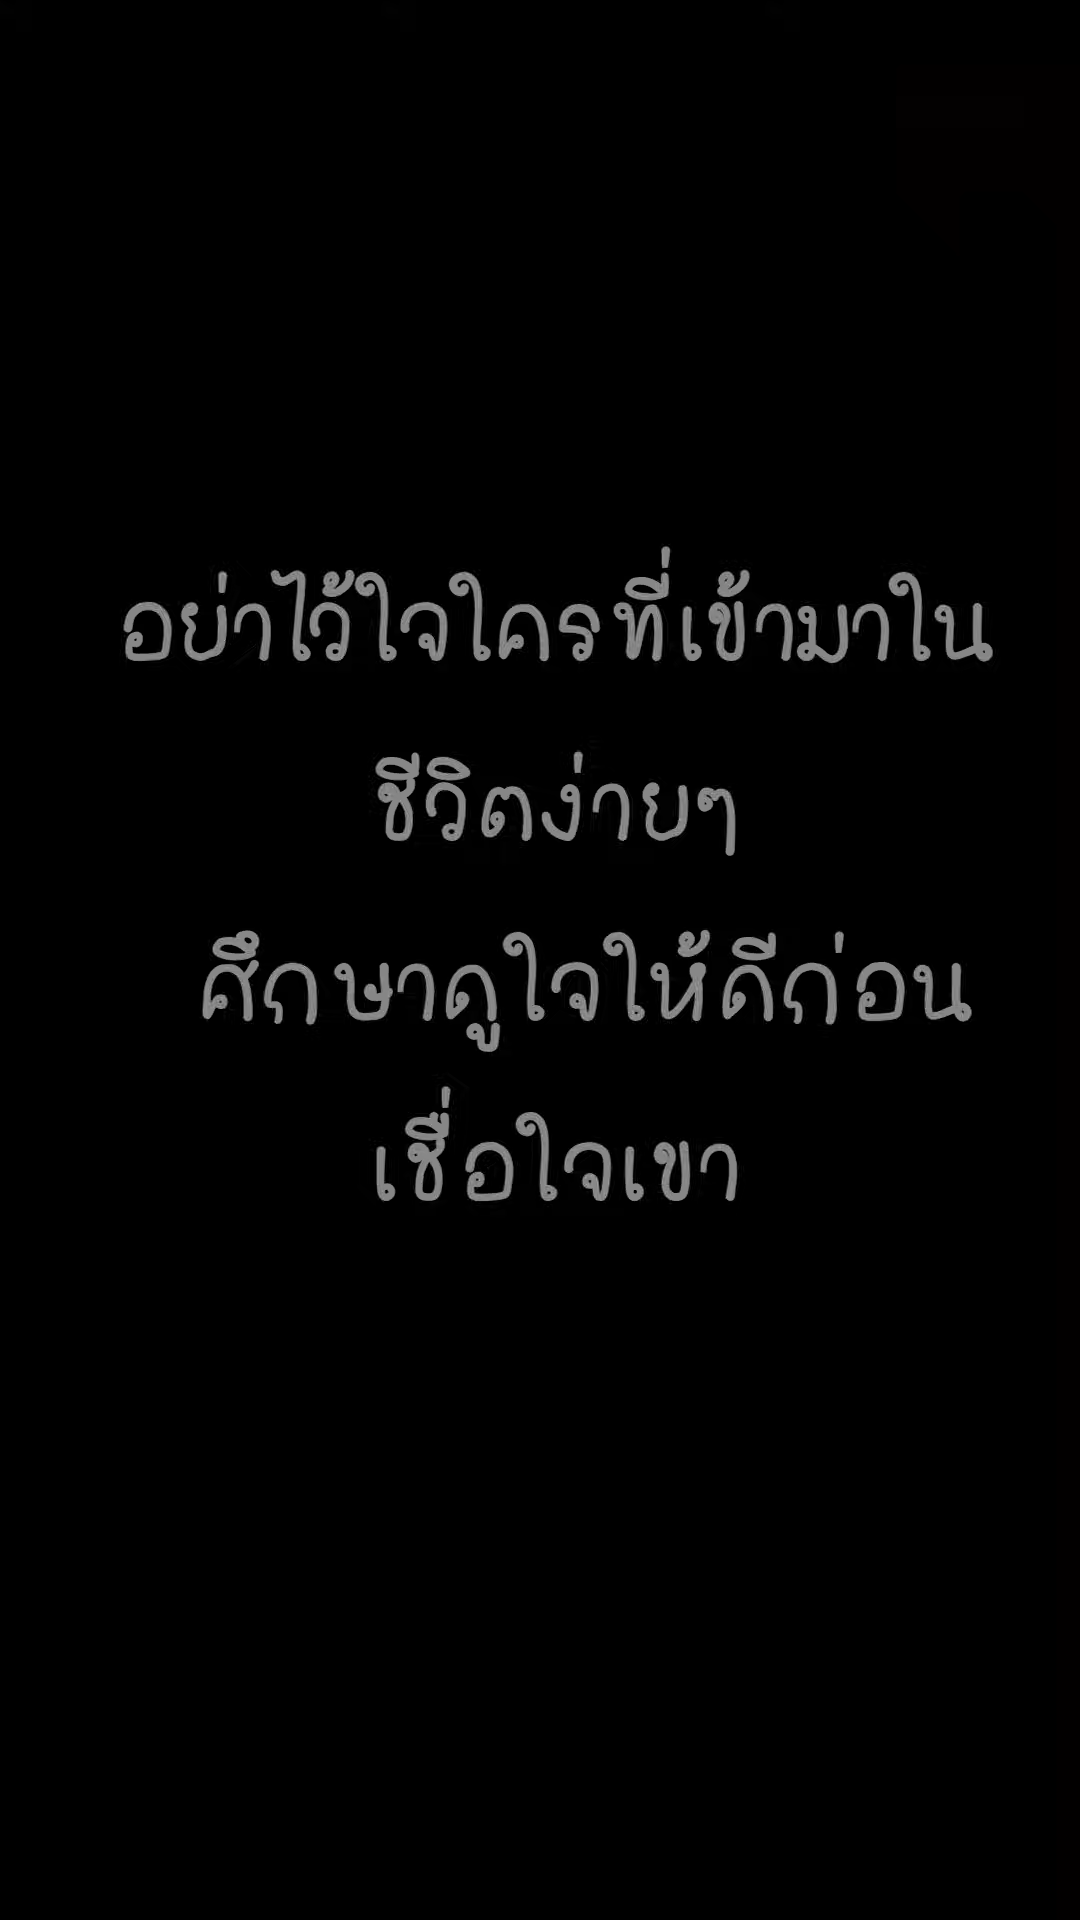 อย่าไว้ใจใครที่เข้ามาใน
ชีวิตง่ายๆ
ศึกษาดูใจให้ดีก่อน
เชื่อใจเขา